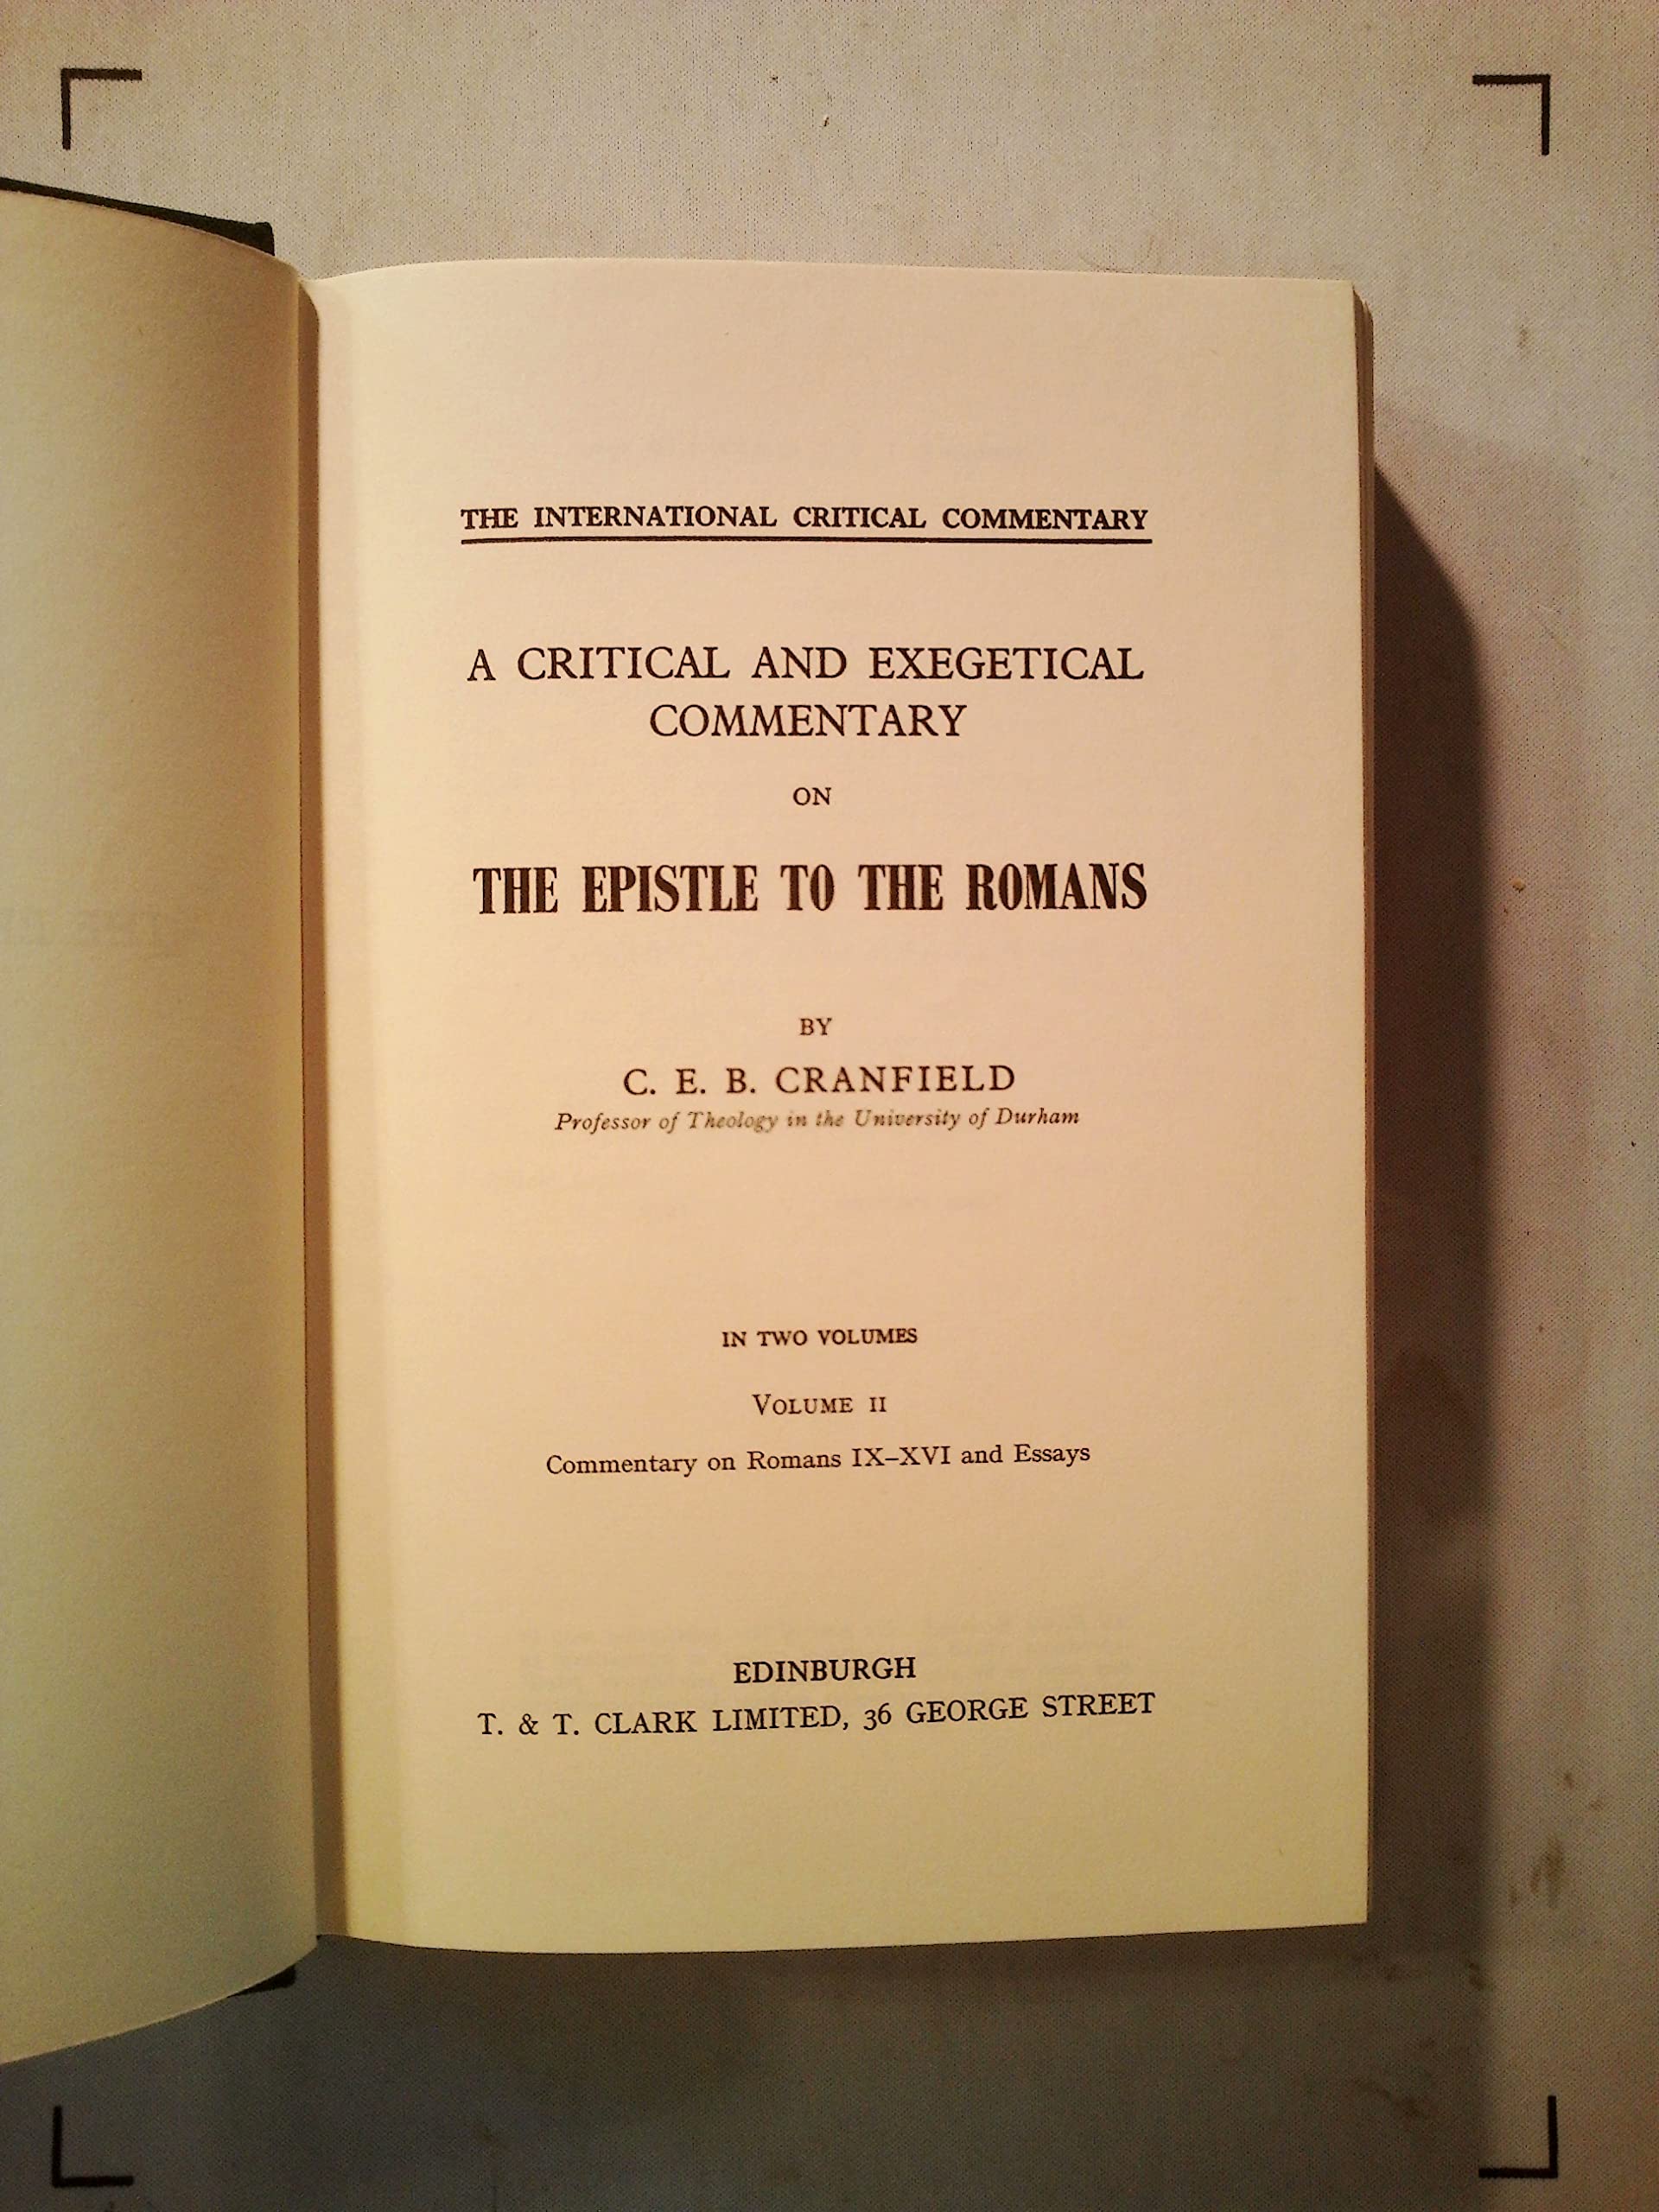 THE INTERNATIONAL CRITICAL COMMENTARY
A CRITICAL AND EXEGETICAL
COMMENTARY
ON
THE EPISTLE TO THE ROMANS
BY
C. E. B. CRANFIELD
Professor of Theology in the University of Durham
IN TWO VOLUMES
VOLUME II
Commentary on Romans IX–XVI and Essays
EDINBURGH
T. & T. CLARK LIMITED, 36 GEORGE STREET